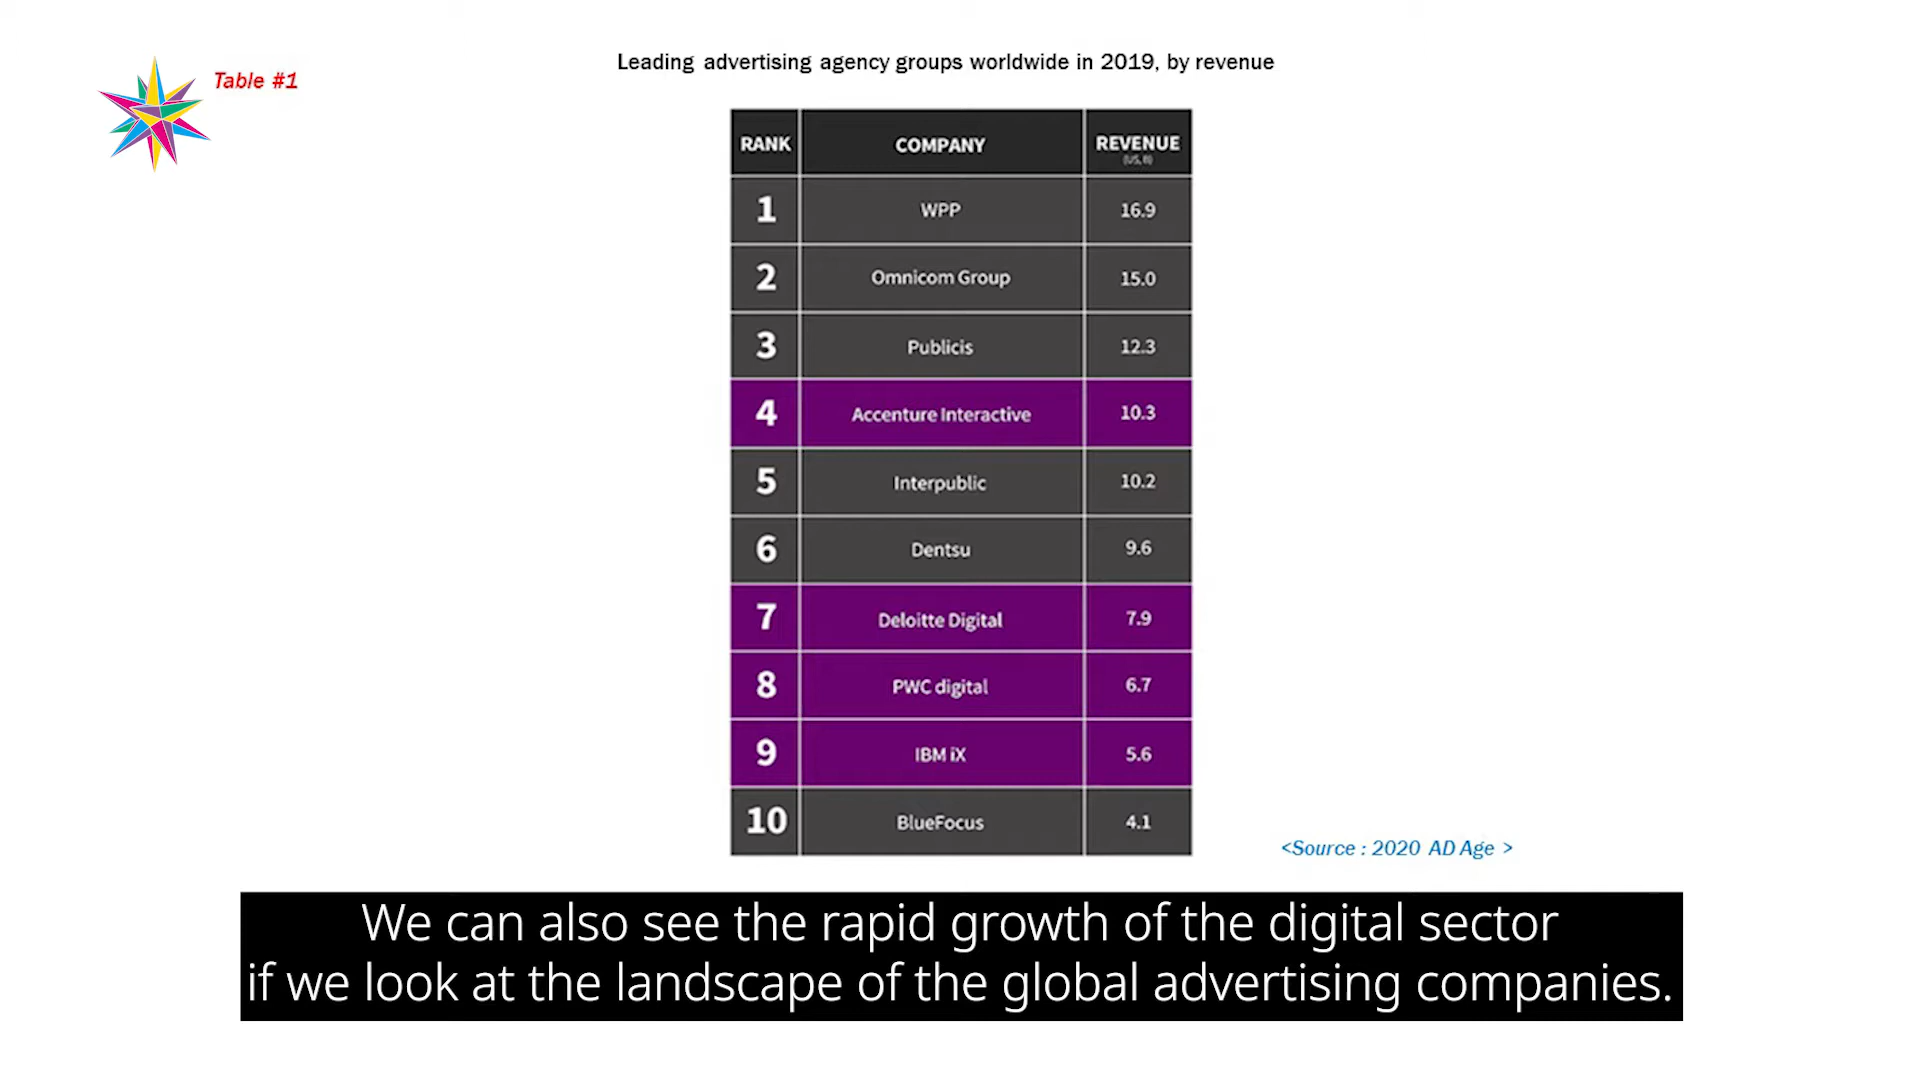 Table #1
Leading advertising agency groups worldwide in 2019, by revenue
RANK COMPANY REVENUE
(US, B)
1 WPP 16.9
2 Omnicom Group 15.0
3 Publicis 12.3
4 Accenture Interactive 10.3
5 Interpublic 10.2
6 Dentsu 9.6
7 Deloitte Digital 7.9
8 PWC digital 6.7
9 IBM iX 5.6
10 BlueFocus 4.1
<Source : 2020 AD Age >
We can also see the rapid growth of the digital sector
if we look at the landscape of the global advertising companies.